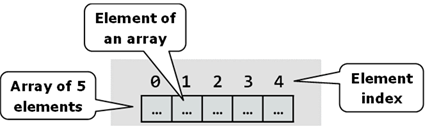 Element of
an array
Array of 5
elements
0 1 2 3 4
... ... ... ... ...
Element
index